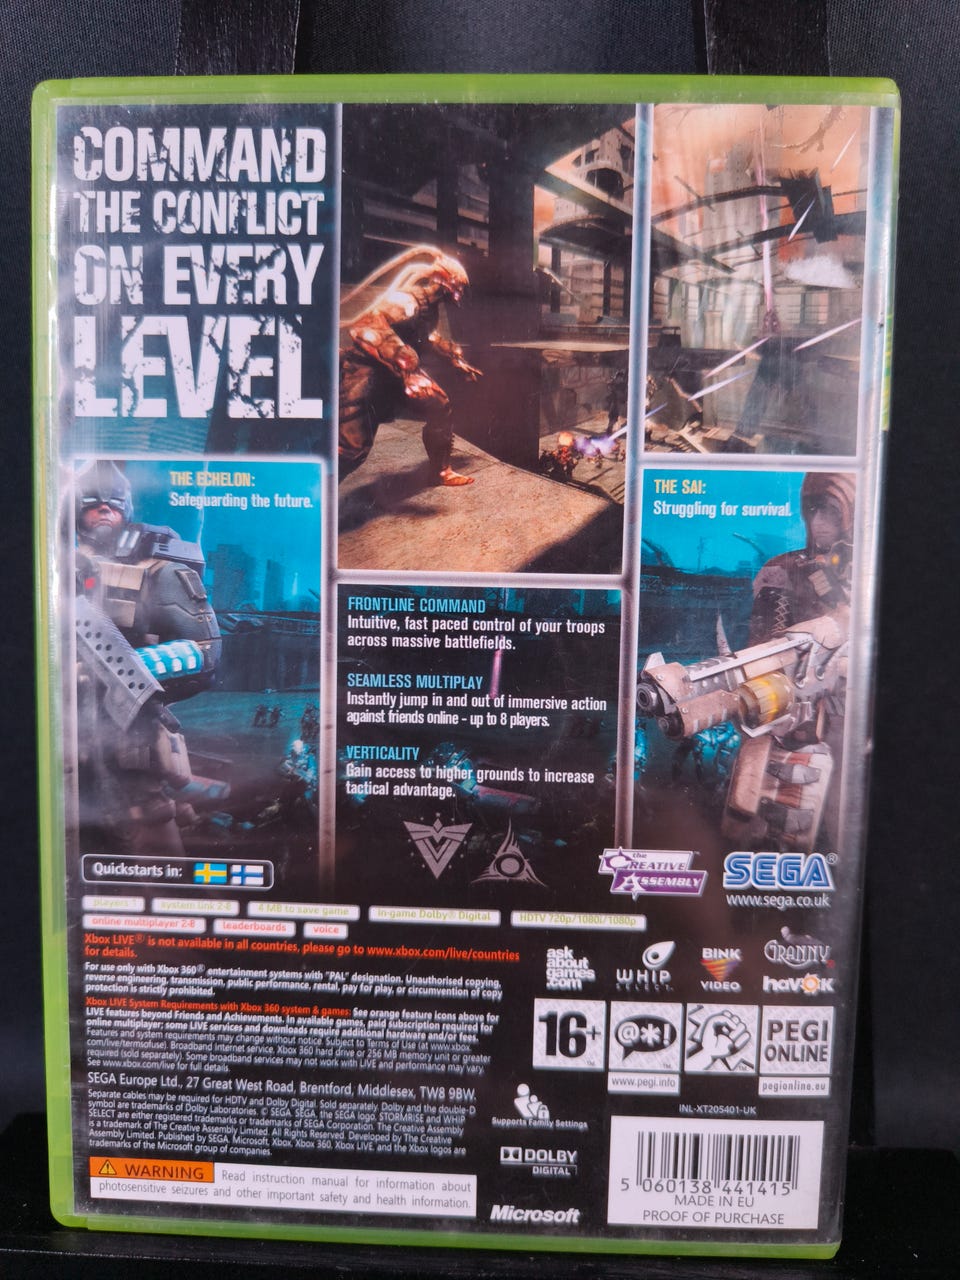 COMMAND
THE CONFLICT
ON EVERY
LEVEL
THE ECHELON:
Safeguarding the future.
THE SAI:
Struggling for survival.
FRONTLINE COMMAND
Intuitive, fast paced control of your troops
across massive battlefields.
SEAMLESS MULTIPLAY
Instantly jump in and out of immersive action
against friends online - up to 8 players.
VERTICALITY
Gain access to higher grounds to increase
tactical advantage.
Quickstarts in:
the
CREATIVE
ASSEMBLY
SEGA®
www.sega.co.uk
players 1
system link 2-8
4 MB to save game
in-game Dolby® Digital
HDTV 720p/1080i/1080p
online multiplayer 2-8
leaderboards
voice
Xbox LIVE® is not available in all countries, please go to www.xbox.com/live/countries
for details.
For use only with Xbox 360® entertainment systems with "PAL" designation. Unauthorised copying,
reverse engineering, transmission, public performance, rental, pay for play, or circumvention of copy
protection is strictly prohibited.
Xbox LIVE System Requirements with Xbox 360 system & games: See orange feature icons above for
LIVE features beyond Friends and Achievements. In available games, paid subscription required for
online multiplayer; some LIVE services and downloads require additional hardware and/or fees.
Features and system requirements may change without notice. Subject to Terms of Use (at www.xbox.
com/live/termsofuse). Broadband internet service. Xbox 360 hard drive or 256 MB memory unit or greater
required (sold separately). Some broadband services may not work with LIVE and performance may vary.
See www.xbox.com/live for full details.
SEGA Europe Ltd., 27 Great West Road, Brentford, Middlesex, TW8 9BW.
Separate cables may be required for HDTV and Dolby Digital. Sold separately. Dolby and the double-D
symbol are trademarks of Dolby Laboratories. © SEGA. SEGA, the SEGA logo, STORMRISE and WHIP
SELECT are either registered trademarks or trademarks of SEGA Corporation. The Creative Assembly
is a trademark of The Creative Assembly Limited. All Rights Reserved. Developed by The Creative
Assembly Limited. Published by SEGA. Microsoft, Xbox, Xbox 360, Xbox LIVE, and the Xbox logos are
trademarks of the Microsoft group of companies.
WARNING
Read instruction manual for information about
photosensitive seizures and other important safety and health information.
ask
about
games
.com
WHIP
SELECT
BINK
VIDEO
GRANNY
havok
16+
@*!
PEGI
ONLINE
www.pegi.info
pegionline.eu
Supports Family Settings
DOLBY
DIGITAL
Microsoft
INL-XT205401-UK
5 060138 441415
MADE IN EU
PROOF OF PURCHASE